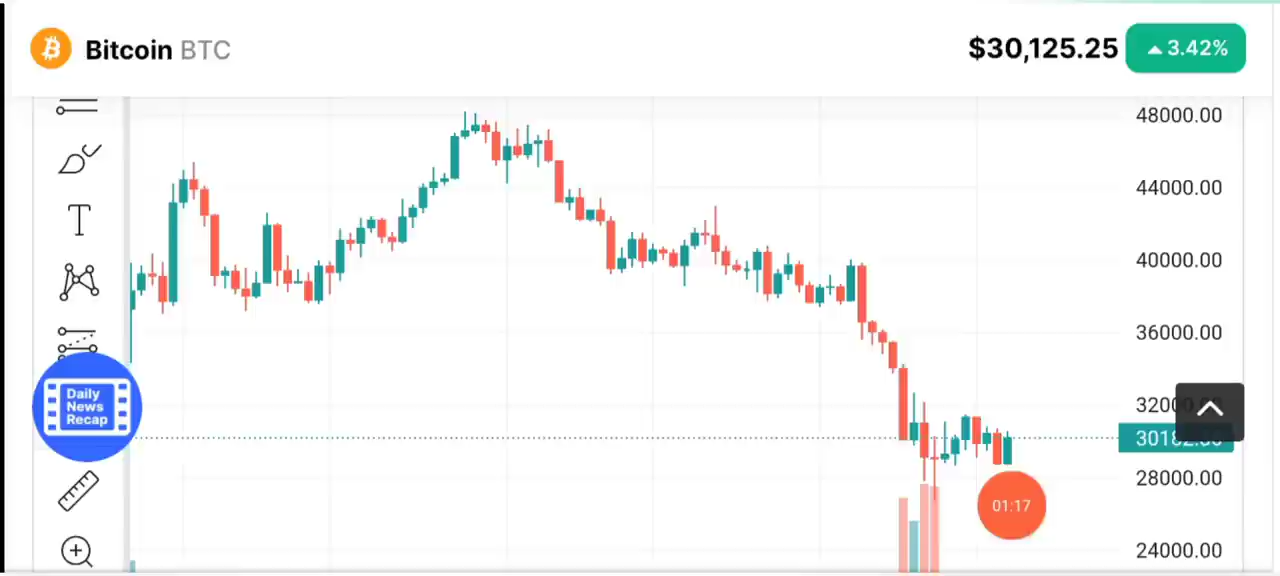 Bitcoin BTC
$30,125.25
3.42%
48000.00
44000.00
40000.00
36000.00
32000.00
28000.00
24000.00
T
Daily
News
Recap
01:17